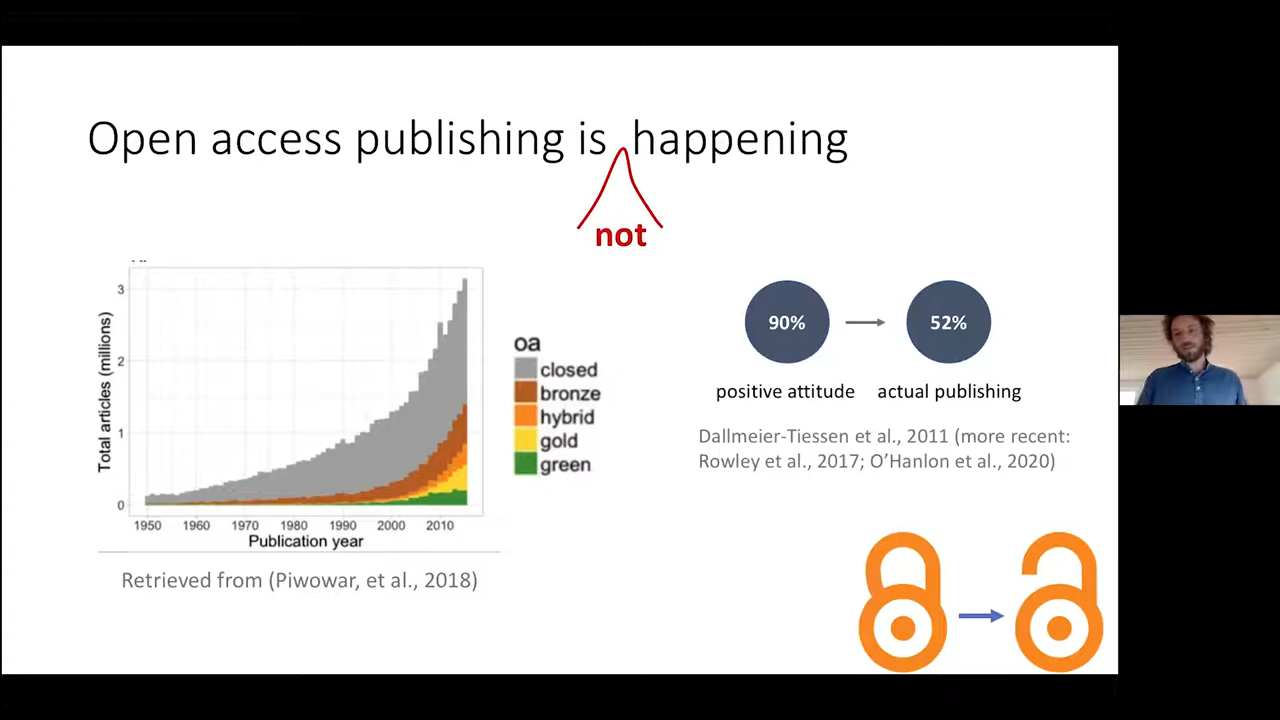 Open access publishing is happening
not
Total articles (millions)
3
2
1
0
1950 1960 1970 1980 1990 2000 2010
Publication year
oa
closed
bronze
hybrid
gold
green
Retrieved from (Piwowar, et al., 2018)
90% 52%
positive attitude actual publishing
Dallmeier-Tiessen et al., 2011 (more recent:
Rowley et al., 2017; O’Hanlon et al., 2020)